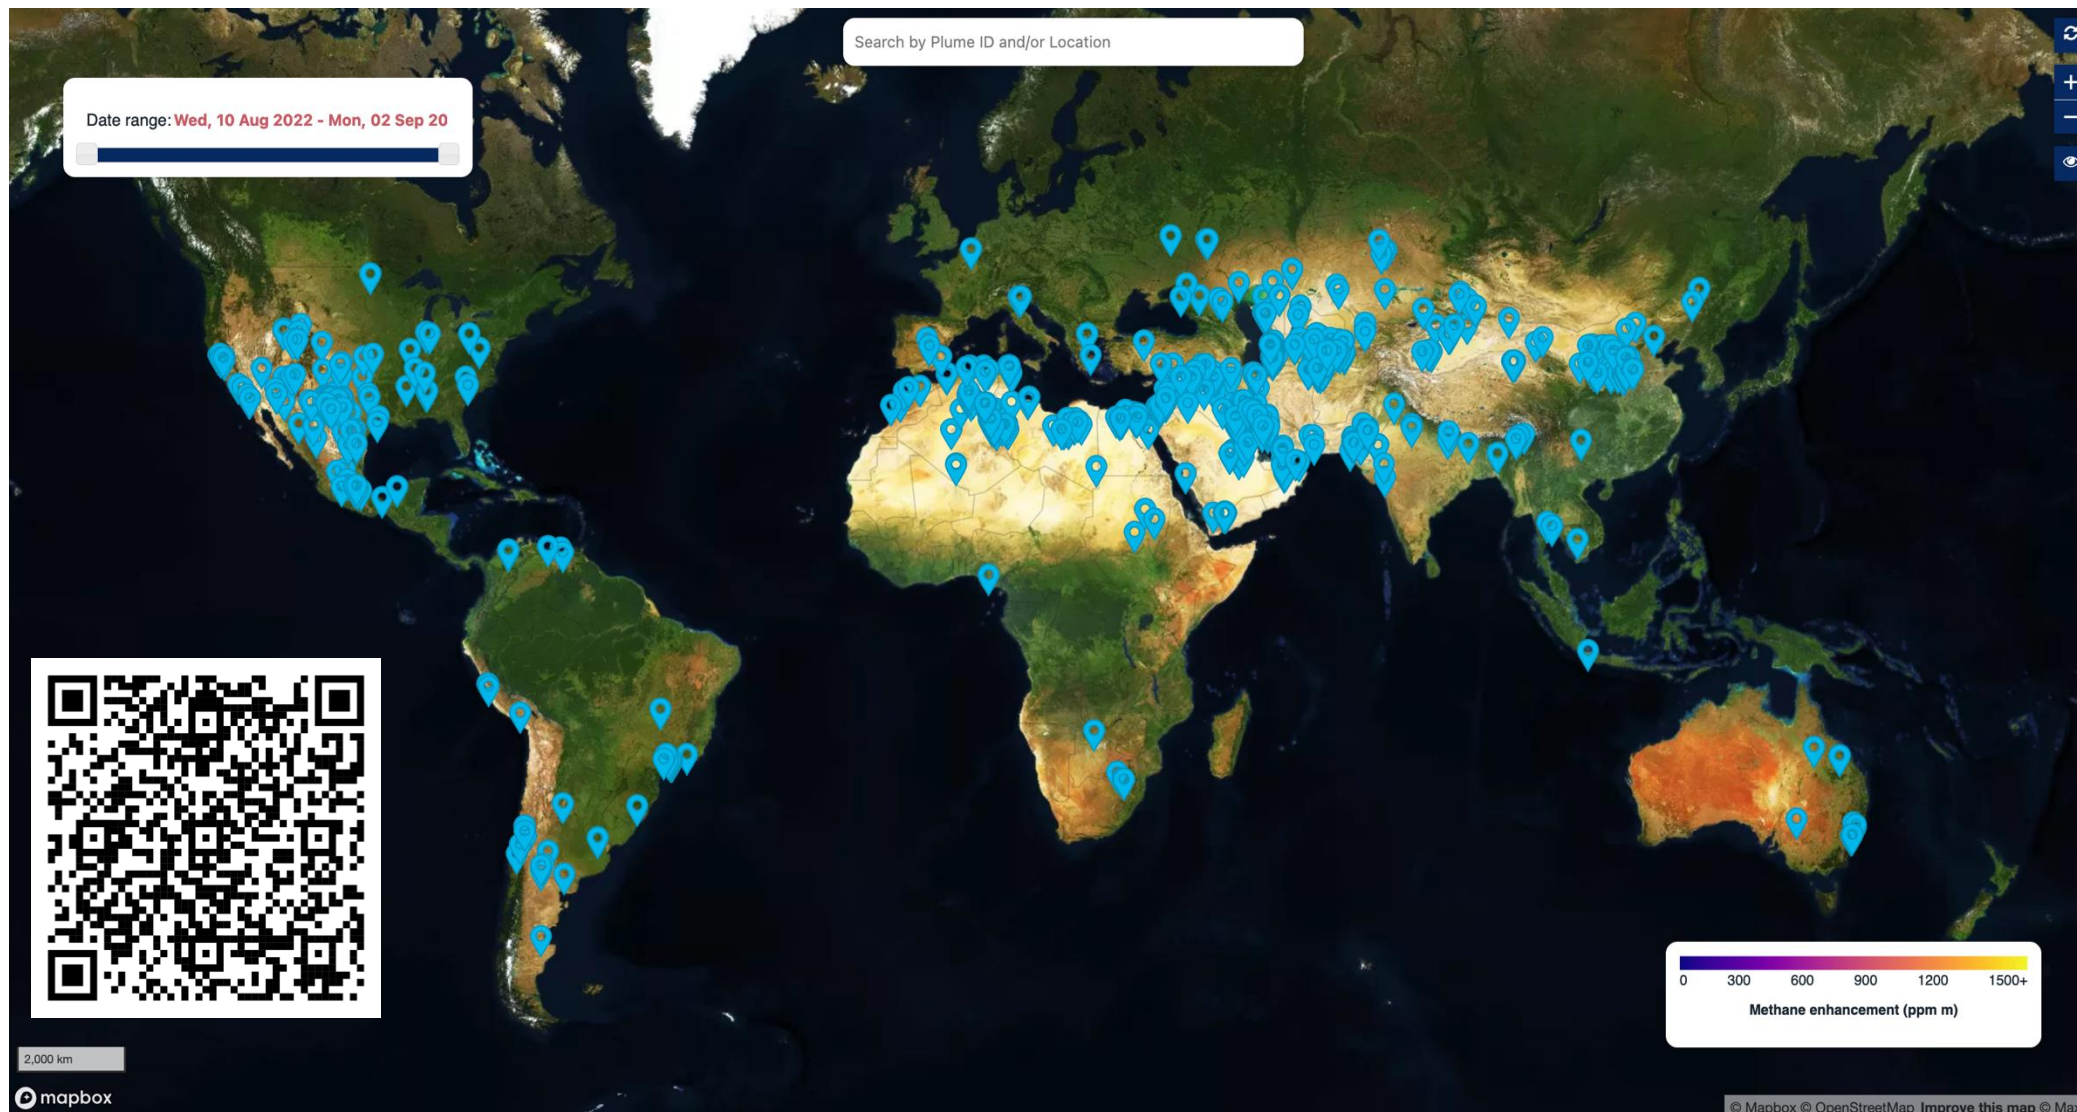 Search by Plume ID and/or Location
Date range: Wed, 10 Aug 2022 - Mon, 02 Sep 20
0 300 600 900 1200 1500+
Methane enhancement (ppm m)
2,000 km
mapbox
© Mapbox © OpenStreetMap Improve this map © Ma